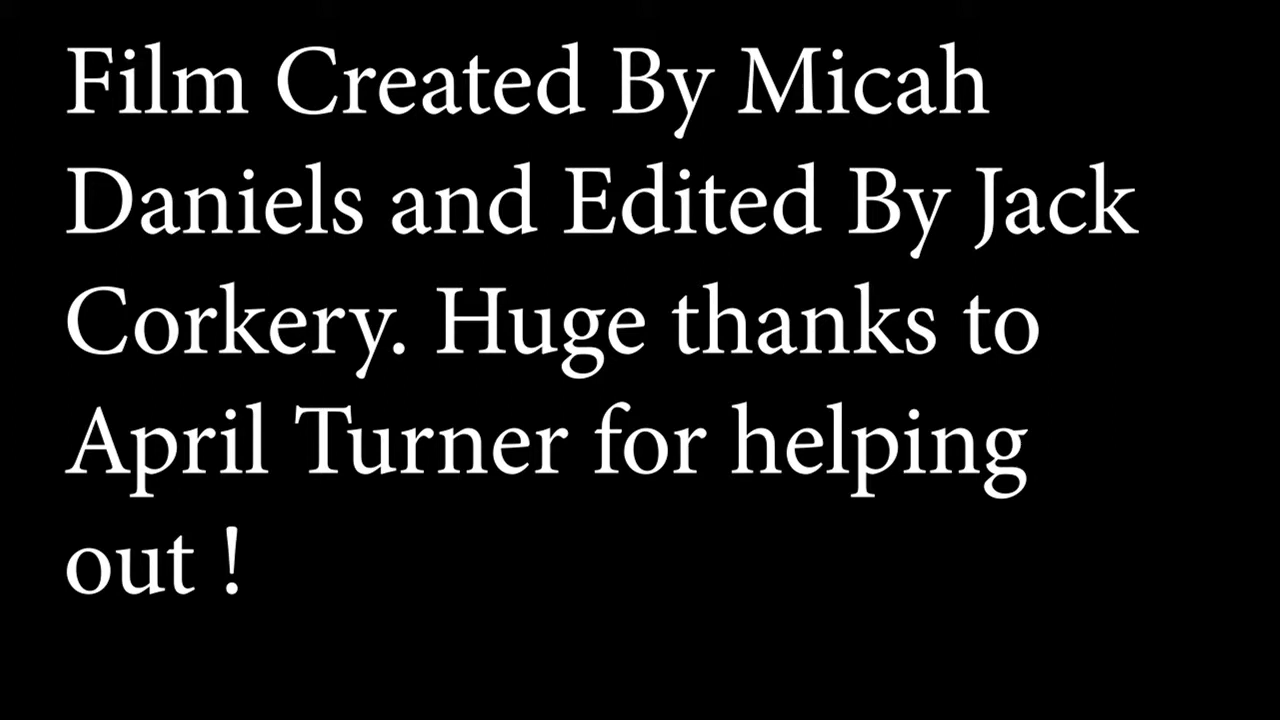 Film Created By Micah
Daniels and Edited By Jack
Corkery. Huge thanks to
April Turner for helping
out !